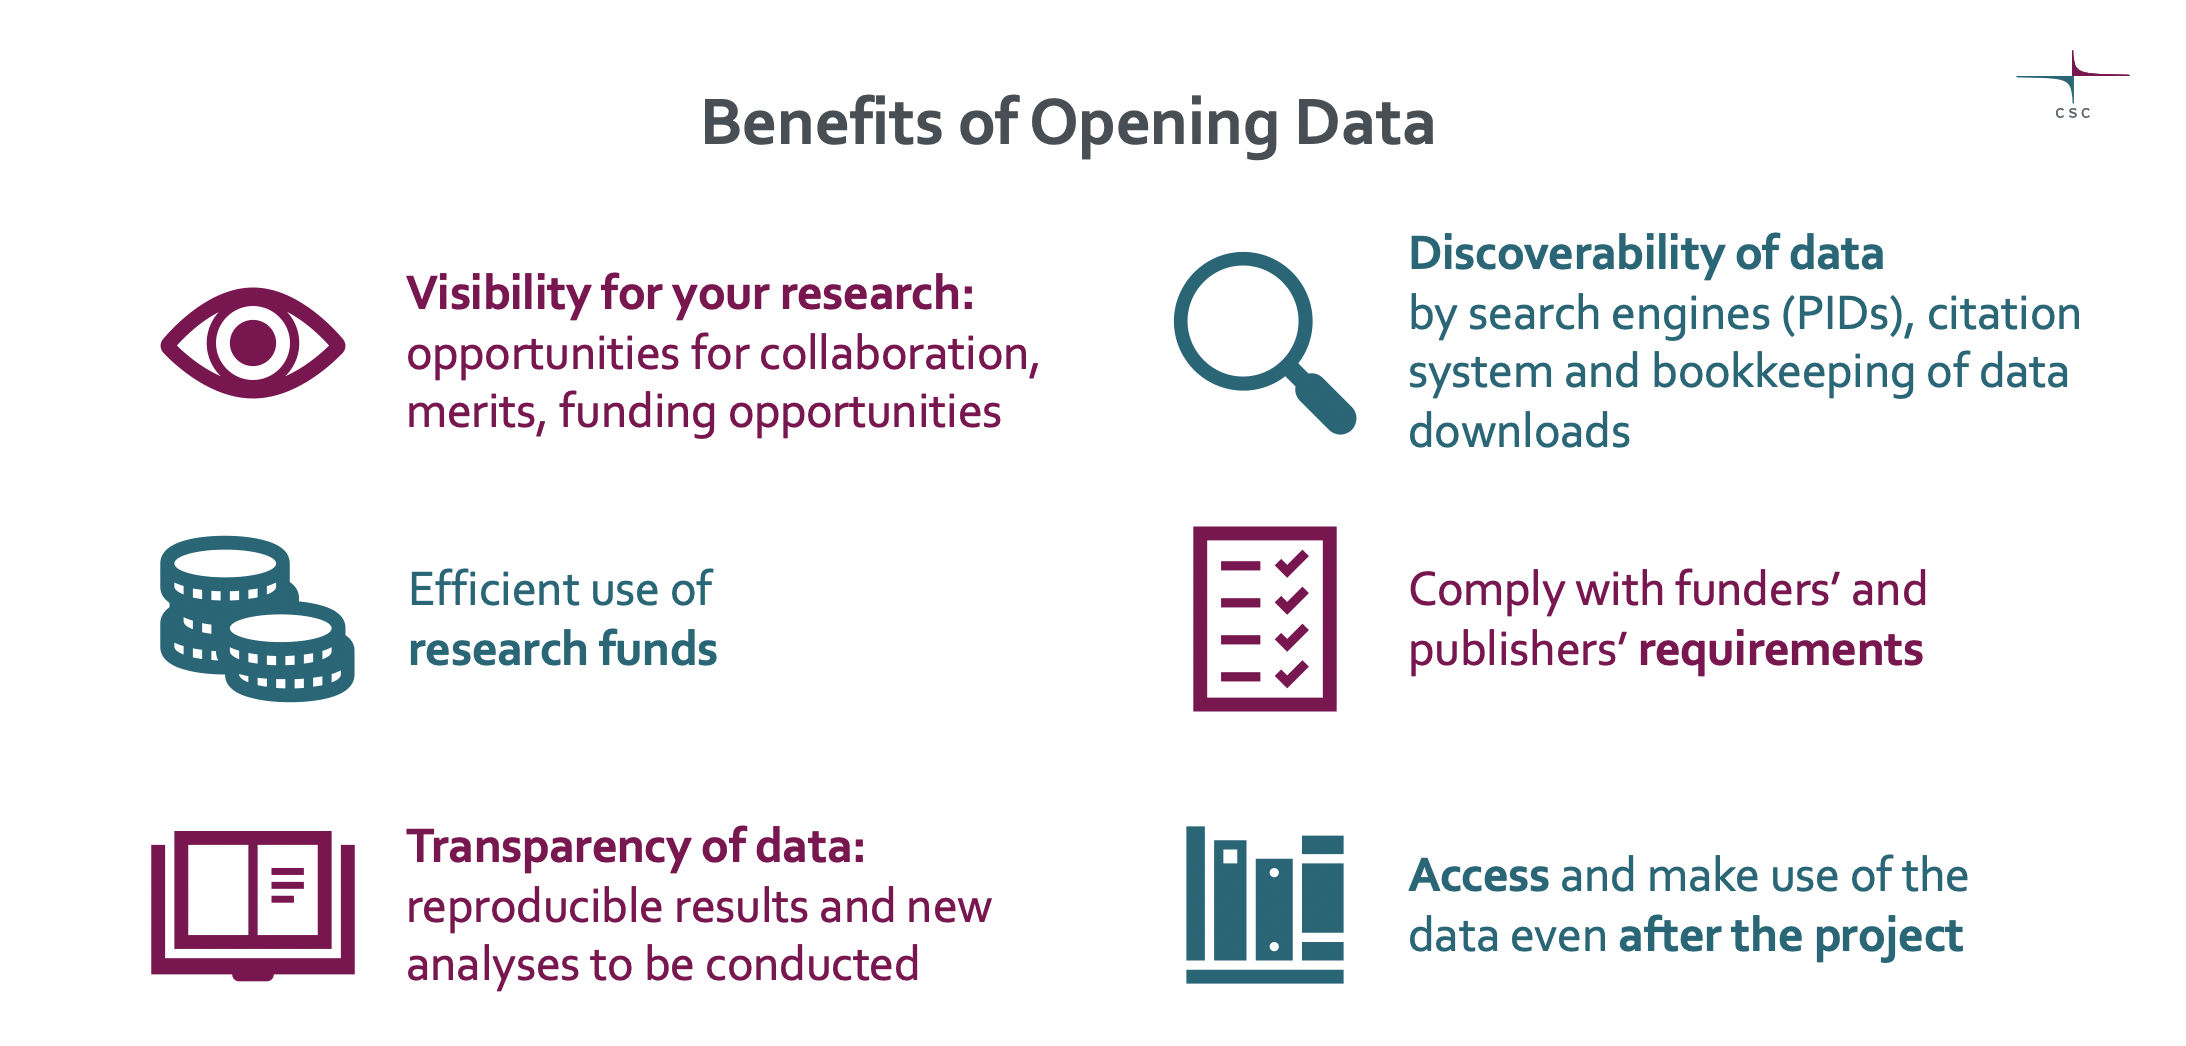 Benefits of Opening Data
csc
Visibility for your research:
opportunities for collaboration,
merits, funding opportunities
Discoverability of data
by search engines (PIDs), citation
system and bookkeeping of data
downloads
Efficient use of
research funds
Comply with funders’ and
publishers’ requirements
Transparency of data:
reproducible results and new
analyses to be conducted
Access and make use of the
data even after the project